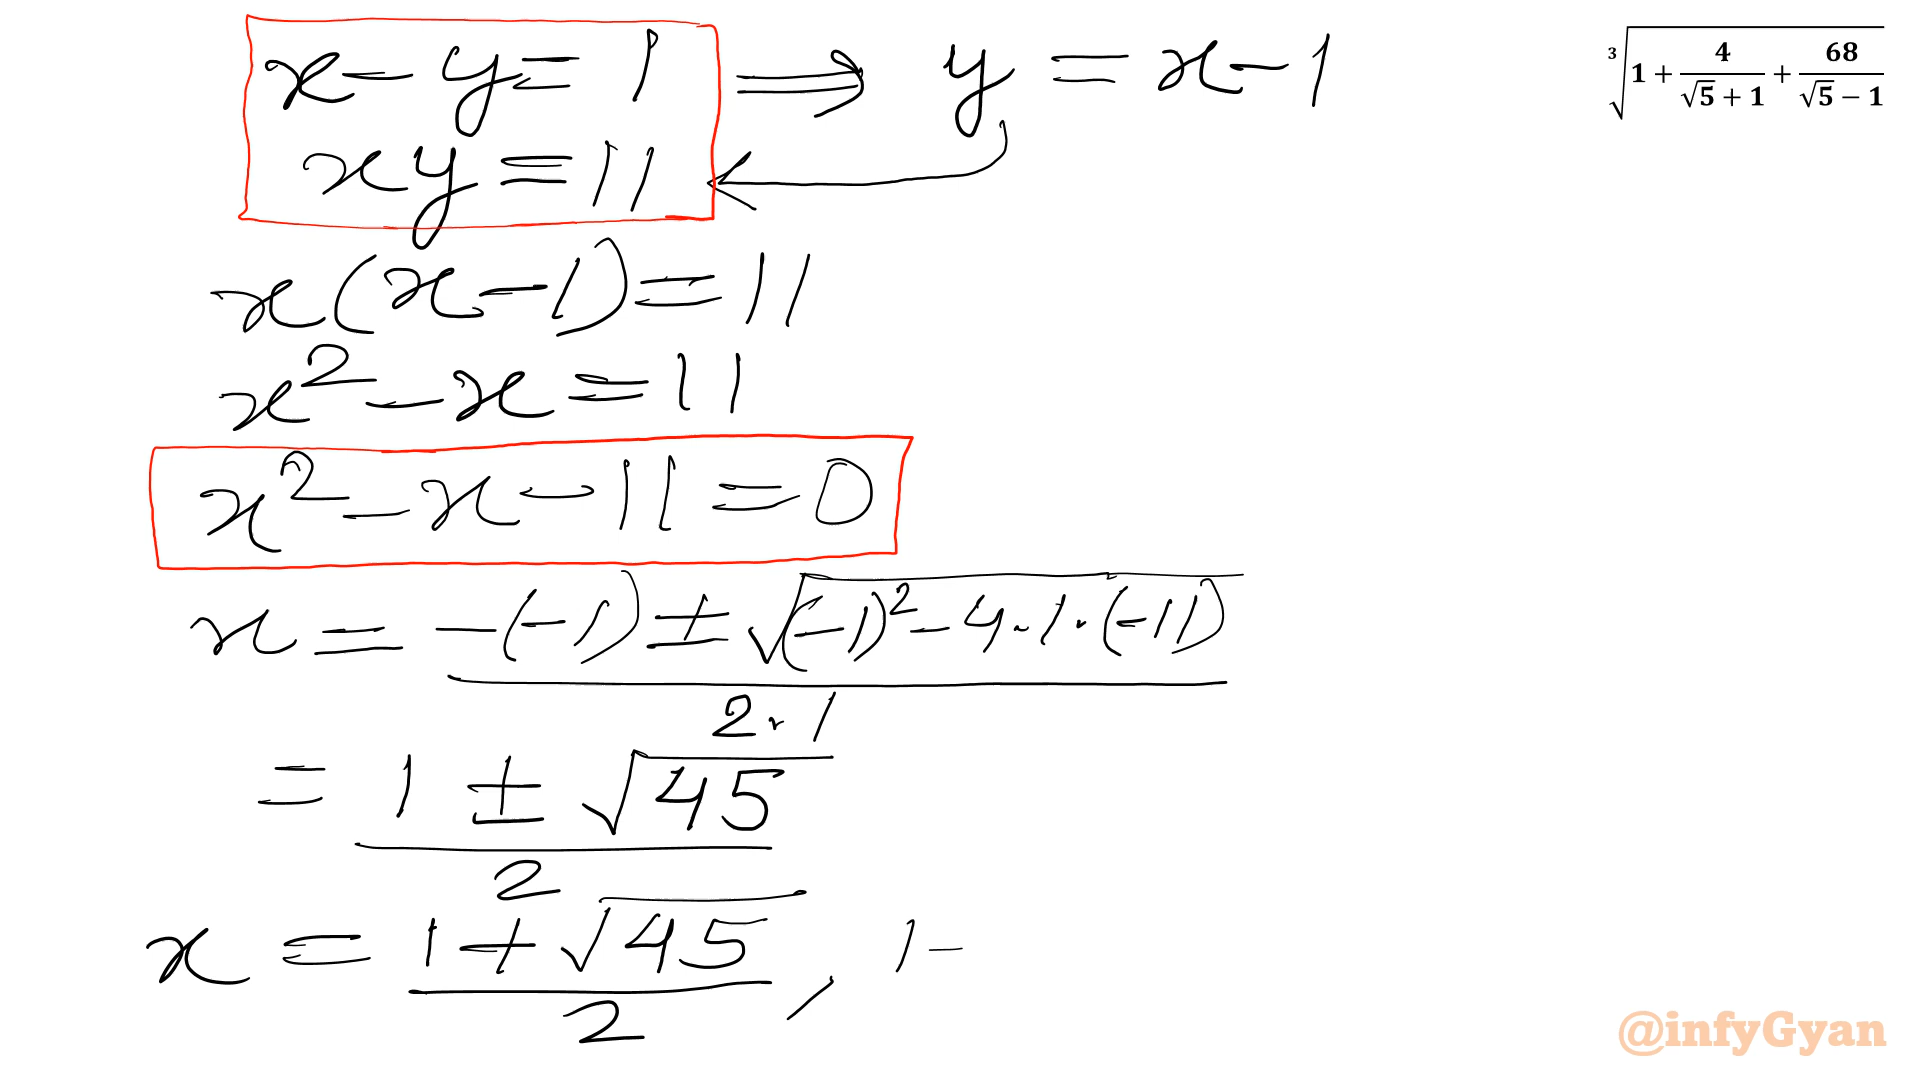 x - y = 1 ⟹ y = x - 1
xy = 11
x(x - 1) = 11
x² - x = 11
x² - x - 11 = 0
x = -(-1) ± √((-1)² - 4·1·(-11)) / 2·1
= 1 ± √45 / 2
x = 1 + √45 / 2 , 1 -
∛(1 + 4/(√5 + 1) + 68/(√5 - 1))
@infyGyan